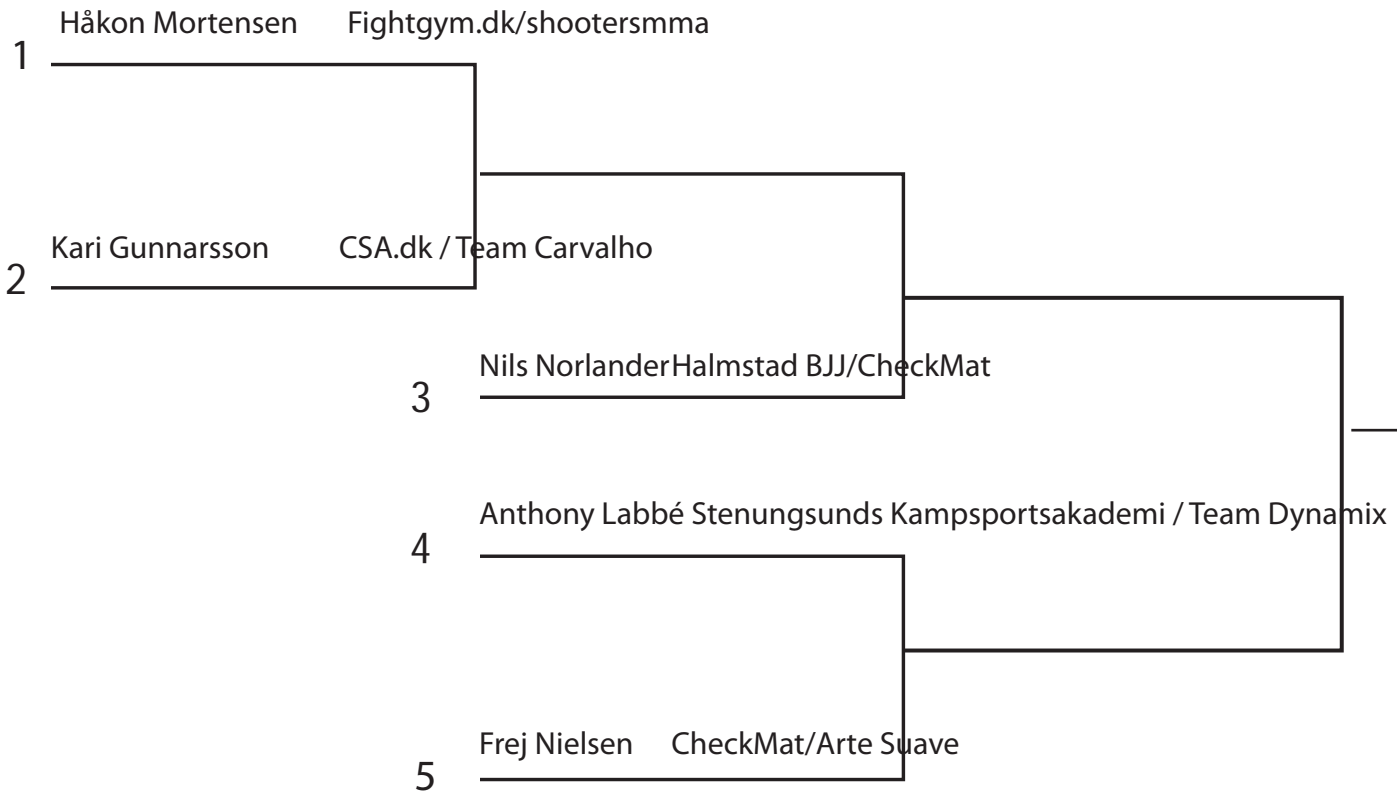 Håkon Mortensen Fightgym.dk/shootersmma
1
Kari Gunnarsson CSA.dk / Team Carvalho
2
Nils NorlanderHalmstad BJJ/CheckMat
3
Anthony Labbé Stenungsunds Kampsportsakademi / Team Dynamix
4
Frej Nielsen CheckMat/Arte Suave
5